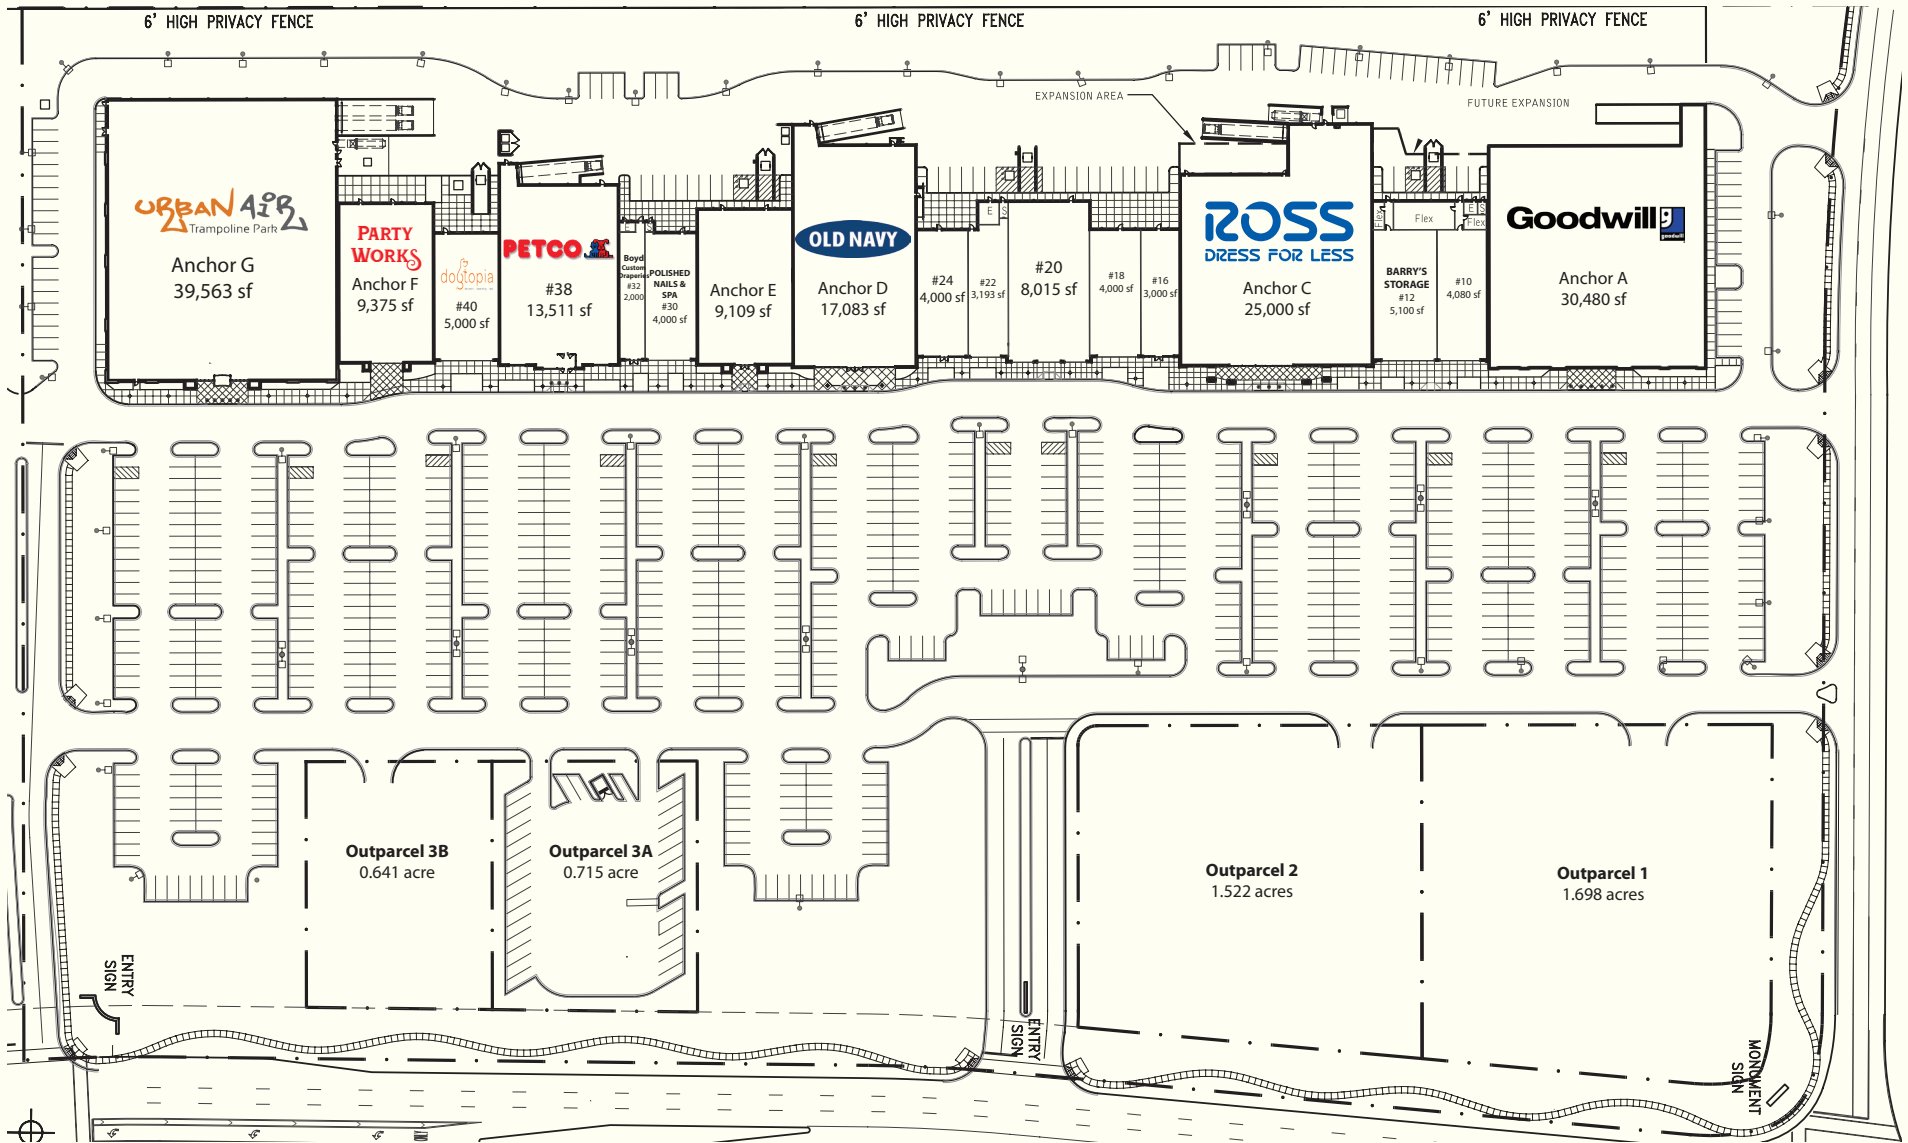 6' HIGH PRIVACY FENCE
6' HIGH PRIVACY FENCE
6' HIGH PRIVACY FENCE
EXPANSION AREA
FUTURE EXPANSION
URBAN AIR
Trampoline Park
Anchor G
39,563 sf
PARTY
WORKS
Anchor F
9,375 sf
dogtopia
#40
5,000 sf
PETCO
#38
13,511 sf
E
S
Boyd
Custom
Draperies
#32
2,000
POLISHED
NAILS &
SPA
#30
4,000 sf
Anchor E
9,109 sf
OLD NAVY
Anchor D
17,083 sf
#24
4,000 sf
E
S
#22
3,193 sf
#20
8,015 sf
#18
4,000 sf
#16
3,000 sf
ROSS
DRESS FOR LESS
Anchor C
25,000 sf
Flex
Flex
E S
Flex
BARRY'S
STORAGE
#12
5,100 sf
#10
4,080 sf
Goodwill
goodwill
Anchor A
30,480 sf
Outparcel 3B
0.641 acre
Outparcel 3A
0.715 acre
Outparcel 2
1.522 acres
Outparcel 1
1.698 acres
ENTRY
SIGN
ENTRY
SIGN
MONUMENT
SIGN